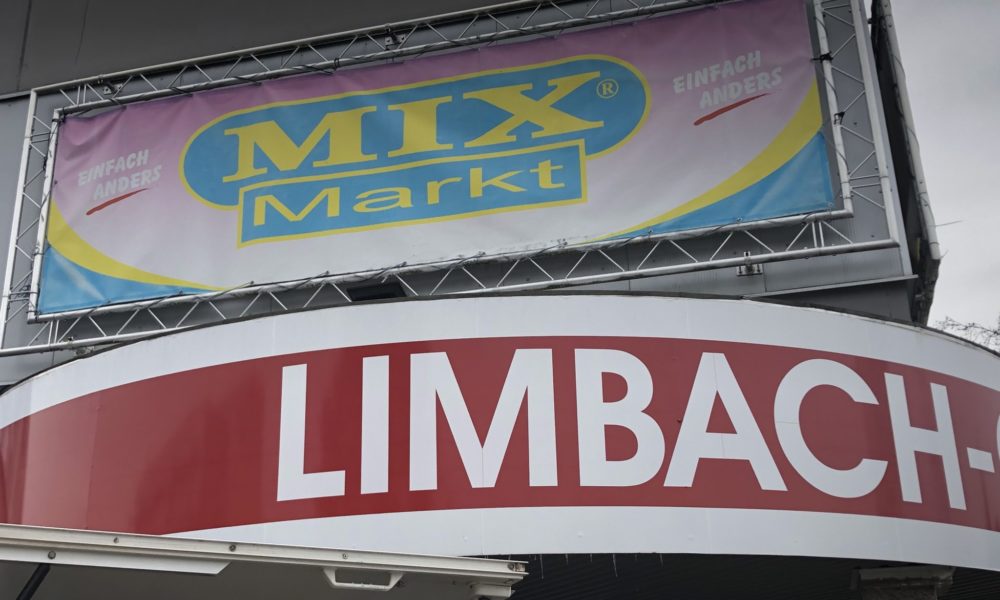 EINFACH
ANDERS
MIX®
Markt
EINFACH
ANDERS
LIMBACH-